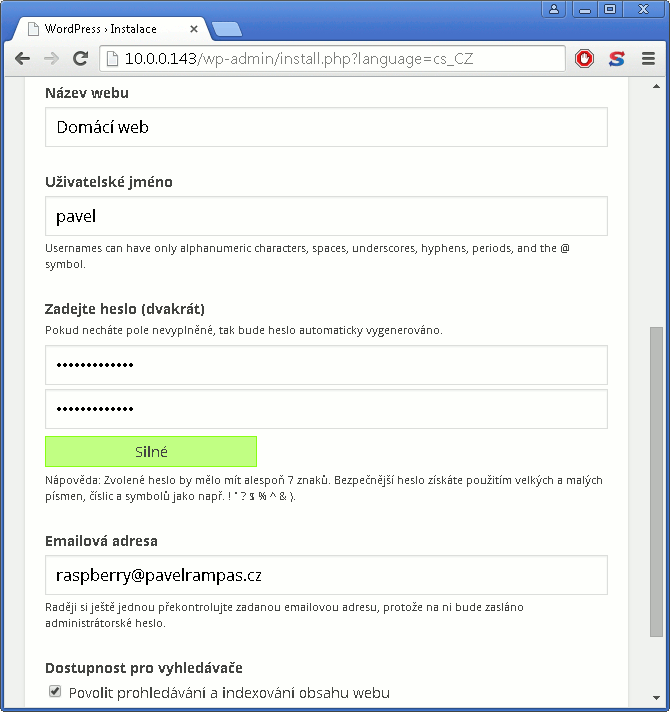 WordPress › Instalace
10.0.0.143/wp-admin/install.php?language=cs_CZ
Název webu
Domácí web
Uživatelské jméno
pavel
Usernames can have only alphanumeric characters, spaces, underscores, hyphens, periods, and the @
symbol.
Zadejte heslo (dvakrát)
Pokud necháte pole nevyplněné, tak bude heslo automaticky vygenerováno.
•••••••••••••
•••••••••••••
Silné
Nápověda: Zvolené heslo by mělo mít alespoň 7 znaků. Bezpečnější heslo získáte použitím velkých a malých
písmen, číslic a symbolů jako např. ! " ? $ % ^ & ).
Emailová adresa
raspberry@pavelrampas.cz
Raději si ještě jednou překontrolujte zadanou emailovou adresu, protože na ni bude zasláno
administrátorské heslo.
Dostupnost pro vyhledávače
Povolit prohledávání a indexování obsahu webu